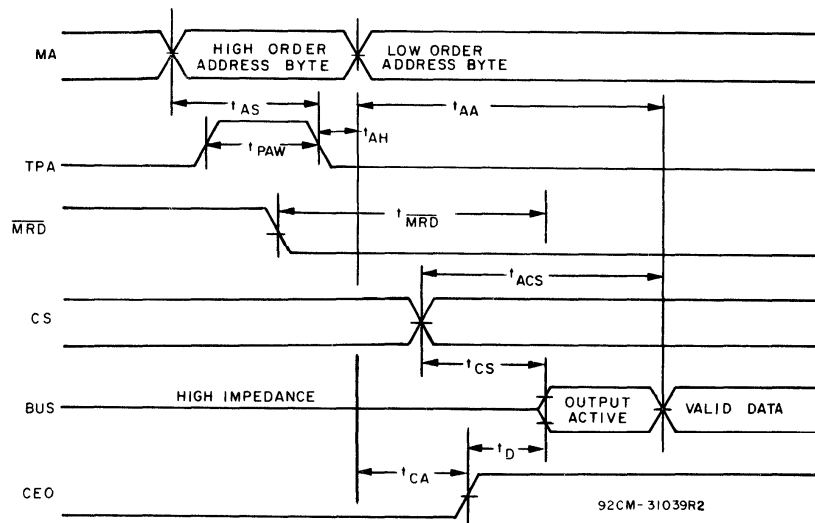 MA
HIGH ORDER
ADDRESS BYTE
LOW ORDER
ADDRESS BYTE
tAS
tAA
tAH
tPAW
TPA
MRD
tMRD
tACS
CS
tCS
HIGH IMPEDANCE
BUS
OUTPUT
ACTIVE
VALID DATA
tD
tCA
CEO
92CM-31039R2